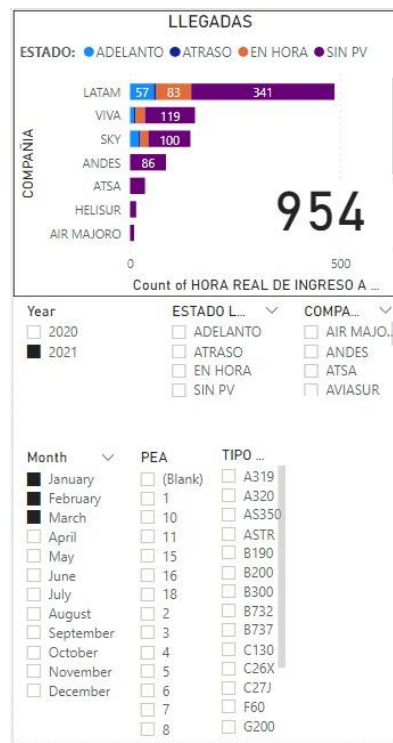 LLEGADAS
ESTADO: ADELANTO ATRASO EN HORA SIN PV
COMPAÑIA
LATAM 57 83 341
VIVA 119
SKY 100
ANDES 86
ATSA
HELISUR
AIR MAJORO
954
0 500
Count of HORA REAL DE INGRESO A ...
Year
2020
2021
ESTADO L...
ADELANTO
ATRASO
EN HORA
SIN PV
COMPA...
AIR MAJO...
ANDES
ATSA
AVIASUR
Month
January
February
March
April
May
June
July
August
September
October
November
December
PEA
(Blank)
1
10
11
15
16
18
2
3
4
5
6
7
8
TIPO ...
A319
A320
AS350
ASTR
B190
B200
B300
B732
B737
C130
C26X
C27J
F60
G200